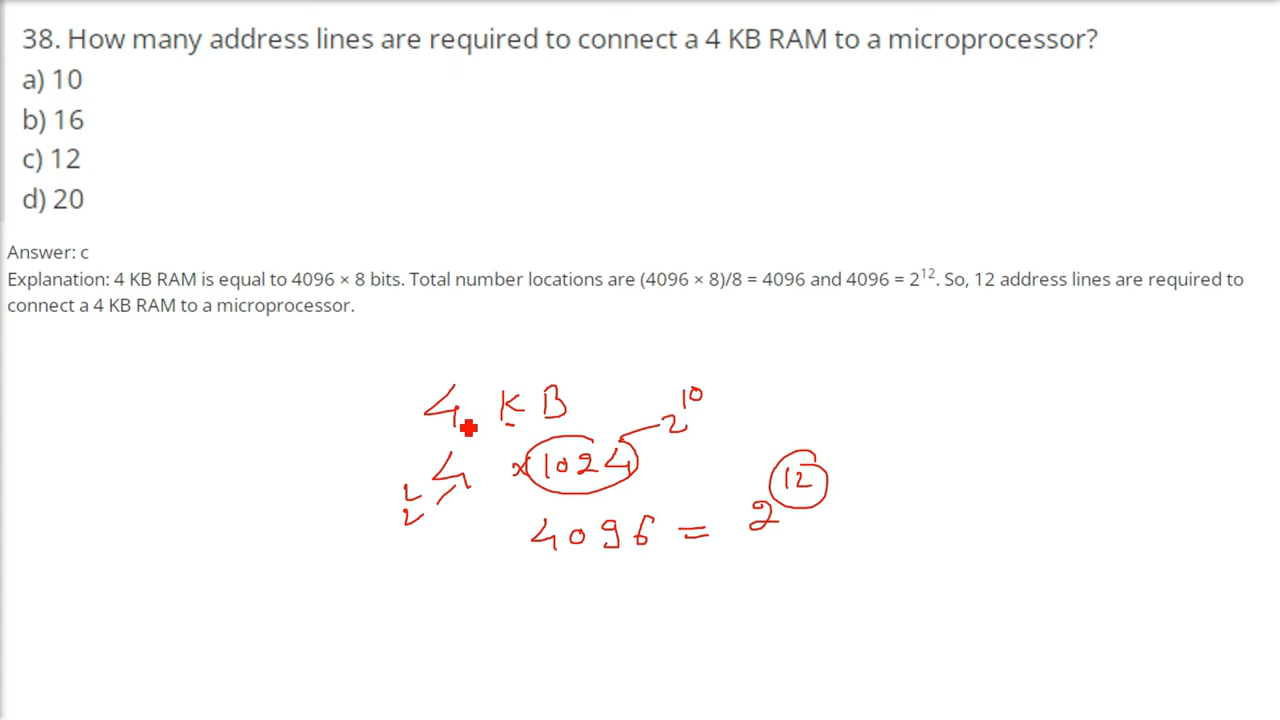 38. How many address lines are required to connect a 4 KB RAM to a microprocessor?
a) 10
b) 16
c) 12
d) 20
Answer: c
Explanation: 4 KB RAM is equal to 4096 × 8 bits. Total number locations are (4096 × 8)/8 = 4096 and 4096 = 2¹². So, 12 address lines are required to
connect a 4 KB RAM to a microprocessor.
4 KB
2¹⁰
4 × 1024
2²
4096 = 2¹²